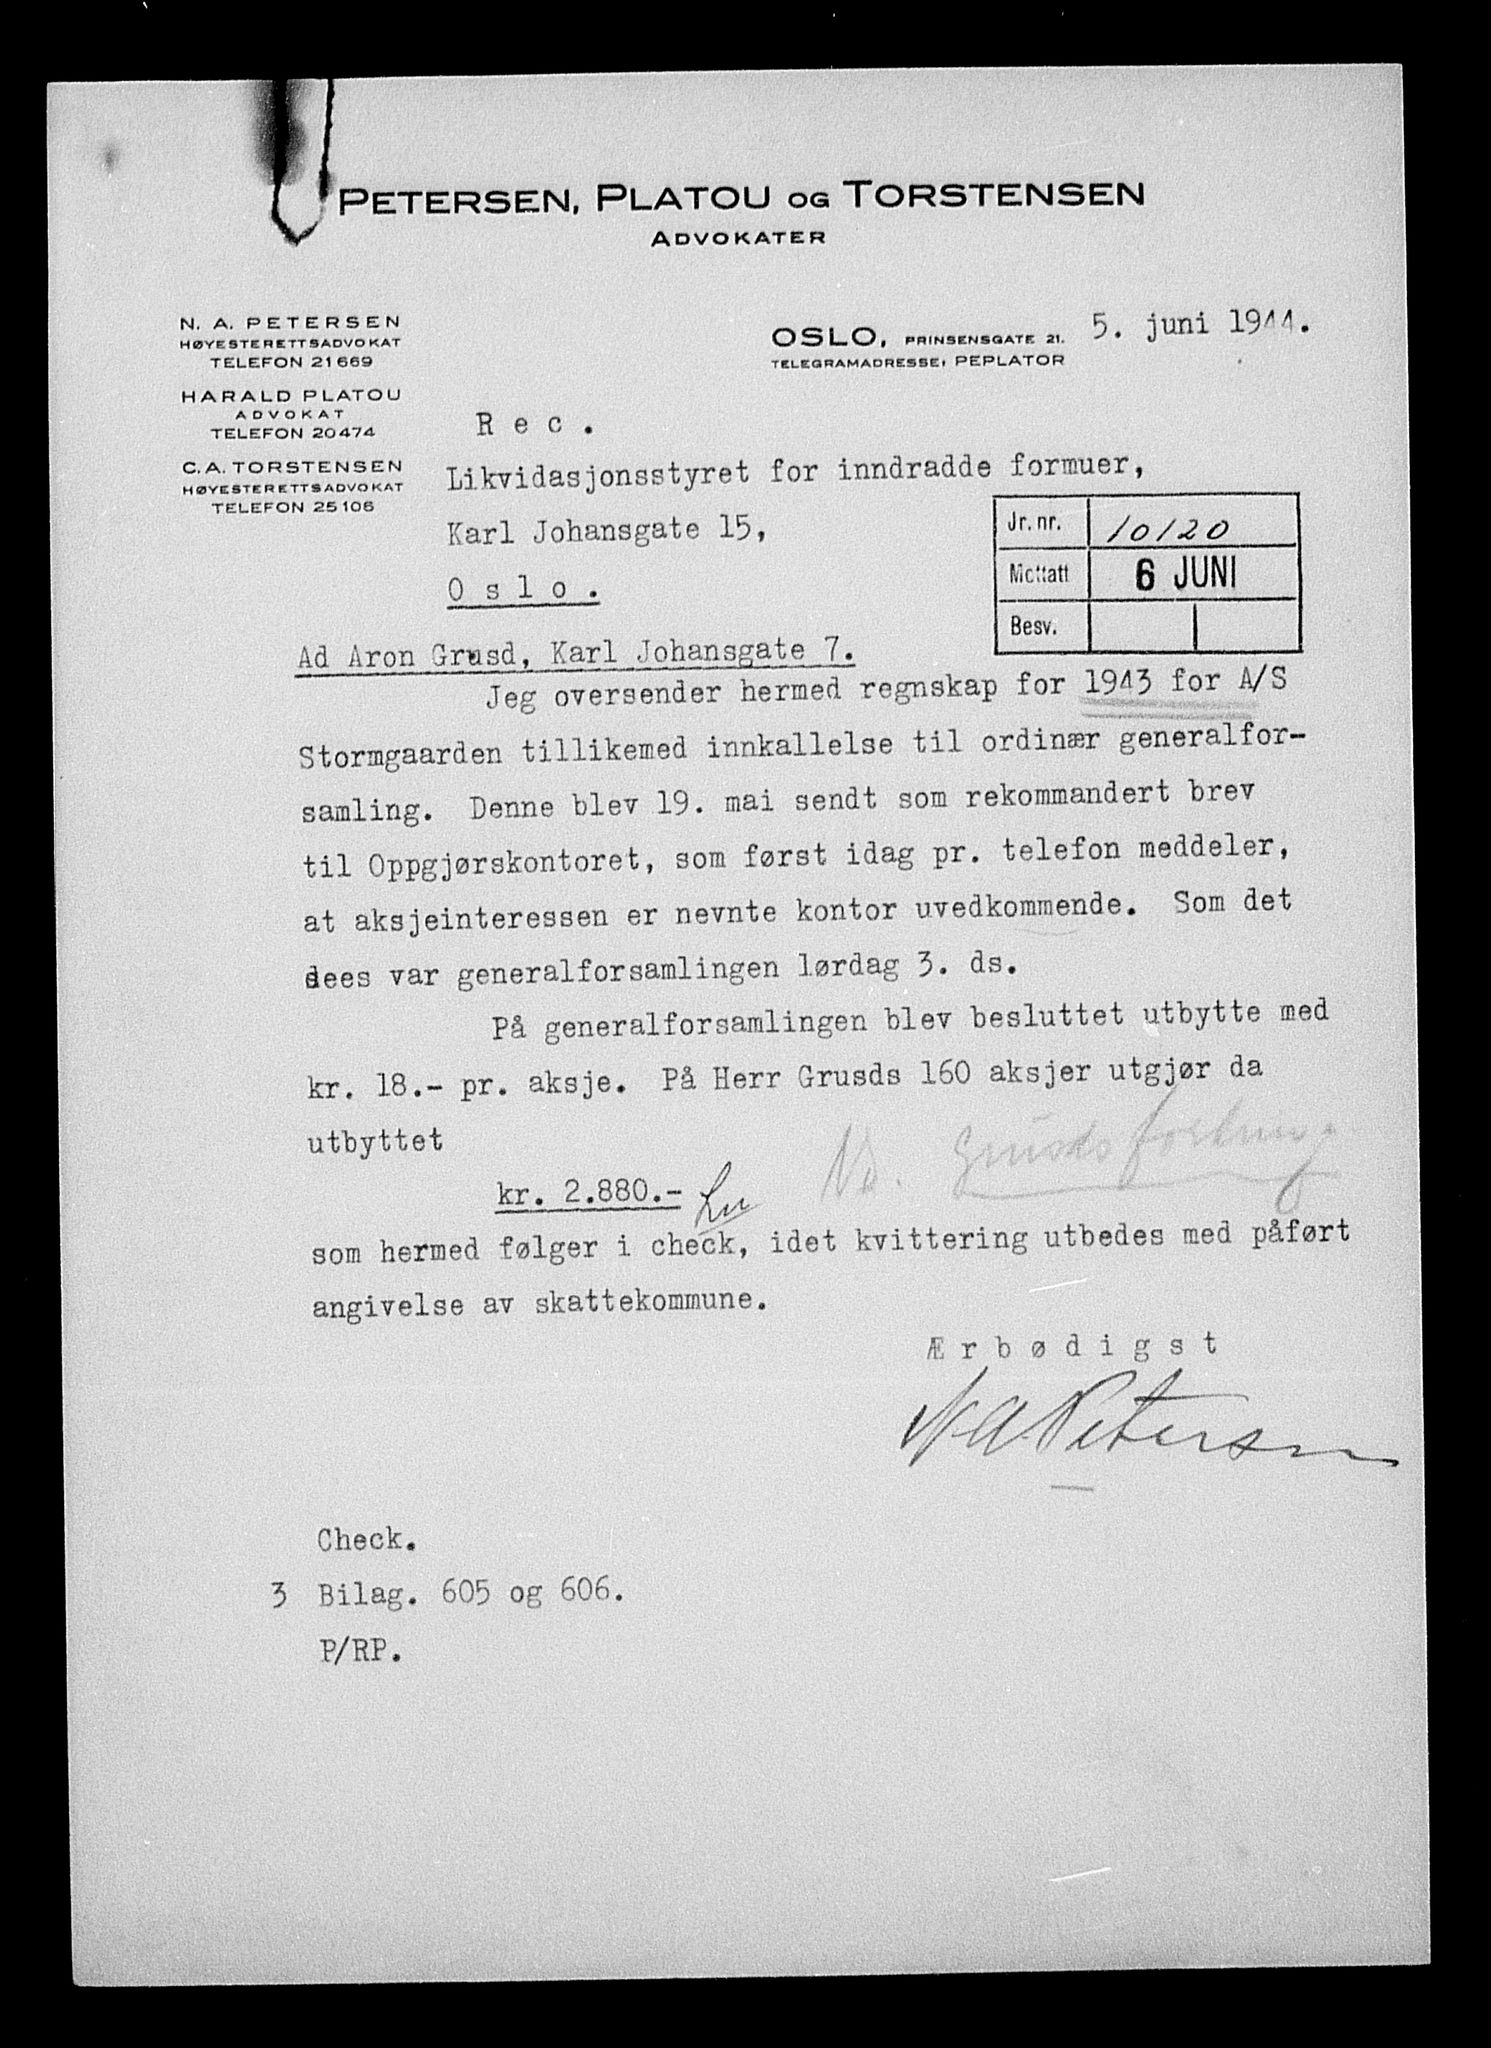 PETERSEN, PLATOU OG TORSTENSEN
ADVOKATER
N. A. PETERSEN
HØYESTERETTSADVOKAT
TELEFON 21669
HARALD PLATOU
ADVOKAT
TELEFON 20474
C. A. TORSTENSEN
HØYESTERETTSADVOKAT
TELEFON 25106
OSLO, PRINSENSGATE 21. 5. juni 1944.
TELEGRAMADRESSE, PEPLATOR
R e c .
Likvidasjonsstyret for inndradde formuer,
Karl Johansgate 15,
O s l o .
Jr. nr. 10120
Mottatt 6 JUNI
Besv.
Ad Aron Grusd, Karl Johansgate 7.
Jeg oversender hermed regnskap for 1943 for A/S
Stormgaarden tillikemed innkallelse til ordinær generalfor-
samling. Denne blev 19. mai sendt som rekommandert brev
til Oppgjørskontoret, som først idag pr. telefon meddeler,
at aksjeinteressen er nevnte kontor uvedkommende. Som det
sees var generalforsamlingen lørdag 3. ds.
På generalforsamlingen blev besluttet utbytte med
kr. 18.- pr. aksje. På Herr Grusds 160 aksjer utgjør da
utbyttet
kr. 2.880.-
som hermed følger i check, idet kvittering utbedes med påført
angivelse av skattekommune.
Æ r b ø d i g s t
N.A. Petersen
Check.
3 Bilag. 605 og 606.
P/RP.